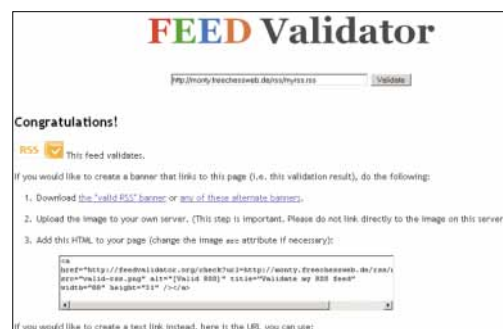 FEED Validator
http://monty.freechessweb.de/rss/myrss.rss Validate
Congratulations!
RSS This feed validates.
If you would like to create a banner that links to this page (i.e. this validation result), do the following:
1. Download the "valid RSS" banner or any of these alternate banners.
2. Upload the image to your own server. (This step is important. Please do not link directly to the image on this server
3. Add this HTML to your page (change the image src attribute if necessary):
<a
href="http://feedvalidator.org/check?url=http://monty.freechessweb.de/rss/
src="valid-rss.png" alt="[Valid RSS]" title="Validate my RSS feed"
width="88" height="31" /></a>
If you would like to create a text link instead, here is the URL you can use: